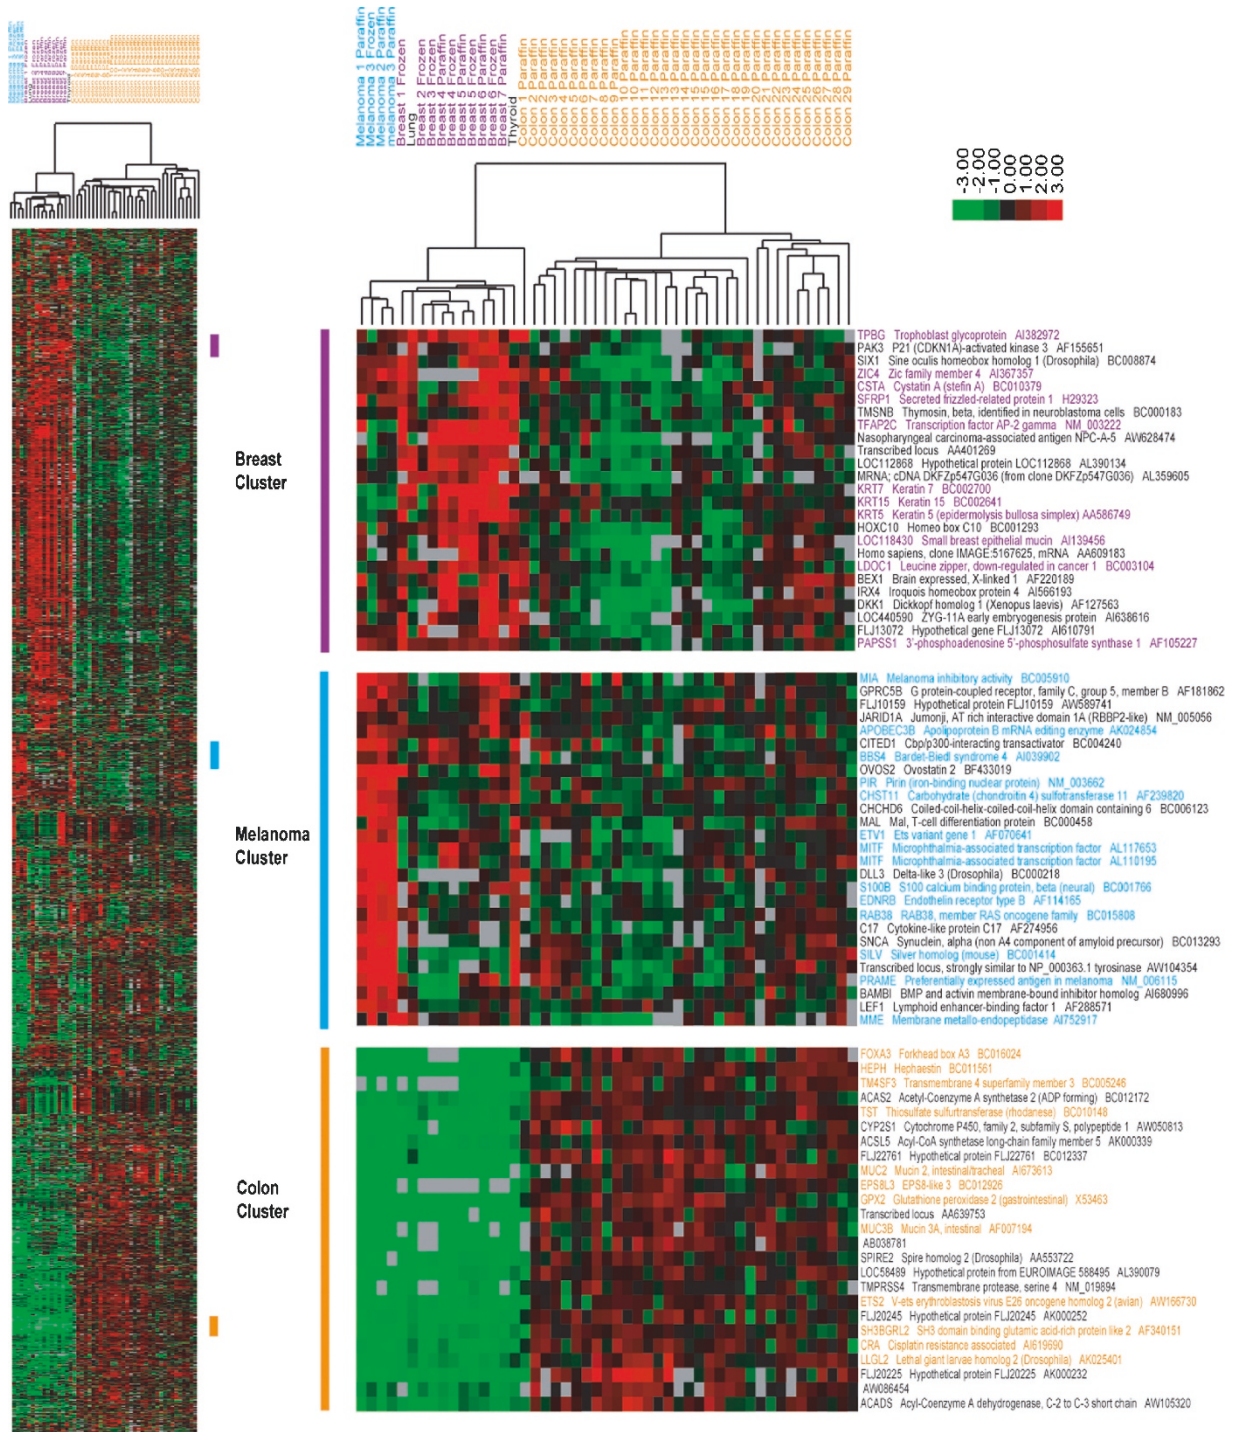 Melanoma 1 Paraffin
Melanoma 3 Frozen
Melanoma 2 Paraffin
melanoma 3 Paraffin
Breast 1 Frozen
Lung
Breast 2 Frozen
Breast 3 Frozen
Breast 4 Paraffin
Breast 4 Frozen
Breast 5 Paraffin
Breast 5 Frozen
Breast 6 Paraffin
Breast 6 Frozen
Breast 7 Paraffin
Thyroid
Colon 1 Paraffin
Colon 2 Paraffin
Colon 3 Paraffin
Colon 4 Paraffin
Colon 5 Paraffin
Colon 6 Paraffin
Colon 7 Paraffin
Colon 8 Paraffin
Colon 9 Paraffin
Colon 10 Paraffin
Colon 11 Paraffin
Colon 12 Paraffin
Colon 13 Paraffin
Colon 14 Paraffin
Colon 15 Paraffin
Colon 16 Paraffin
Colon 17 Paraffin
Colon 18 Paraffin
Colon 20 Paraffin
Colon 21 Paraffin
Colon 22 Paraffin
Colon 24 Paraffin
Colon 25 Paraffin
Colon 26 Paraffin
Colon 27 Paraffin
Colon 28 Paraffin
Colon 29 Paraffin
-3.00
-2.00
-1.00
0.00
1.00
2.00
3.00
Breast
Cluster
TPBG Trophoblast glycoprotein AI382972
PAK3 P21 (CDKN1A)-activated kinase 3 AF155651
SIX1 Sine oculis homeobox homolog 1 (Drosophila) BC008874
ZIC4 Zic family member 4 AI367357
CSTA Cystatin A (stefin A) BC010379
SFRP1 Secreted frizzled-related protein 1 H29323
TMSNB Thymosin, beta, identified in neuroblastoma cells BC000183
TFAP2C Transcription factor AP-2 gamma NM_003222
Nasopharyngeal carcinoma-associated antigen NPC-A-5 AW628474
Transcribed locus AA401269
LOC112868 Hypothetical protein LOC112868 AL390134
MRNA; cDNA DKFZp547G036 (from clone DKFZp547G036) AL359605
KRT7 Keratin 7 BC002700
KRT15 Keratin 15 BC002641
KRT5 Keratin 5 (epidermolysis bullosa simplex) AA586749
HOXC10 Homeo box C10 BC001293
LOC118430 Small breast epithelial mucin AI139456
Homo sapiens, clone IMAGE:5167625, mRNA AA609183
LDOC1 Leucine zipper, down-regulated in cancer 1 BC003104
BEX1 Brain expressed, X-linked 1 AF220189
IRX4 Iroquois homeobox protein 4 AI566193
DKK1 Dickkopf homolog 1 (Xenopus laevis) AF127563
LOC440590 ZYG-11A early embryogenesis protein AI638616
FLJ13072 Hypothetical gene FLJ13072 AI610791
PAPSS1 3'-phosphoadenosine 5'-phosphosulfate synthase 1 AF105227
Melanoma
Cluster
MIA Melanoma inhibitory activity BC005910
GPRC5B G protein-coupled receptor, family C, group 5, member B AF181862
FLJ10159 Hypothetical protein FLJ10159 AW589741
JARID1A Jumonji, AT rich interactive domain 1A (RBBP2-like) NM_005056
APOBEC3B Apolipoprotein B mRNA editing enzyme AK024854
CITED1 Cbp/p300-interacting transactivator BC004240
BBS4 Bardet-Biedl syndrome 4 AI039902
OVOS2 Ovostatin 2 BF433019
PIR Pirin (iron-binding nuclear protein) NM_003662
CHST11 Carbohydrate (chondroitin 4) sulfotransferase 11 AF239820
CHCHD6 Coiled-coil-helix-coiled-coil-helix domain containing 6 BC006123
MAL Mal, T-cell differentiation protein BC000458
ETV1 Ets variant gene 1 AF070641
MITF Microphthalmia-associated transcription factor AL117653
MITF Microphthalmia-associated transcription factor AL110195
DLL3 Delta-like 3 (Drosophila) BC000218
S100B S100 calcium binding protein, beta (neural) BC001766
EDNRB Endothelin receptor type B AF114165
RAB38 RAB38, member RAS oncogene family BC015808
C17 Cytokine-like protein C17 AF274956
SNCA Synuclein, alpha (non A4 component of amyloid precursor) BC013293
SILV Silver homolog (mouse) BC001414
Transcribed locus, strongly similar to NP_000363.1 tyrosinase AW104354
PRAME Preferentially expressed antigen in melanoma NM_006115
BAMBI BMP and activin membrane-bound inhibitor homolog AI680996
LEF1 Lymphoid enhancer-binding factor 1 AF288571
MME Membrane metallo-endopeptidase AI752917
Colon
Cluster
FOXA3 Forkhead box A3 BC016024
HEPH Hephaestin BC011561
TM4SF3 Transmembrane 4 superfamily member 3 BC005246
ACAS2 Acetyl-Coenzyme A synthetase 2 (ADP forming) BC012172
TST Thiosulfate sulfurtransferase (rhodanese) BC010148
CYP2S1 Cytochrome P450, family 2, subfamily S, polypeptide 1 AW050813
ACSL5 Acyl-CoA synthetase long-chain family member 5 AK000339
FLJ22761 Hypothetical protein FLJ22761 BC012337
MUC2 Mucin 2, intestinal/tracheal AI673613
EPS8L3 EPS8-like 3 BC012926
GPX2 Glutathione peroxidase 2 (gastrointestinal) X53463
Transcribed locus AA639753
MUC3B Mucin 3A, intestinal AF007194
AB038781
SPIRE2 Spire homolog 2 (Drosophila) AA553722
LOC58489 Hypothetical protein from EUROIMAGE 588495 AL390079
TMPRSS4 Transmembrane protease, serine 4 NM_019894
ETS2 V-ets erythroblastosis virus E26 oncogene homolog 2 (avian) AW166730
FLJ20245 Hypothetical protein FLJ20245 AK000252
SH3BGRL2 SH3 domain binding glutamic acid-rich protein like 2 AF340151
CRA Cisplatin resistance associated AI619690
LLGL2 Lethal giant larvae homolog 2 (Drosophila) AK025401
FLJ20225 Hypothetical protein FLJ20225 AK000232
AW086454
ACADS Acyl-Coenzyme A dehydrogenase, C-2 to C-3 short chain AW105320